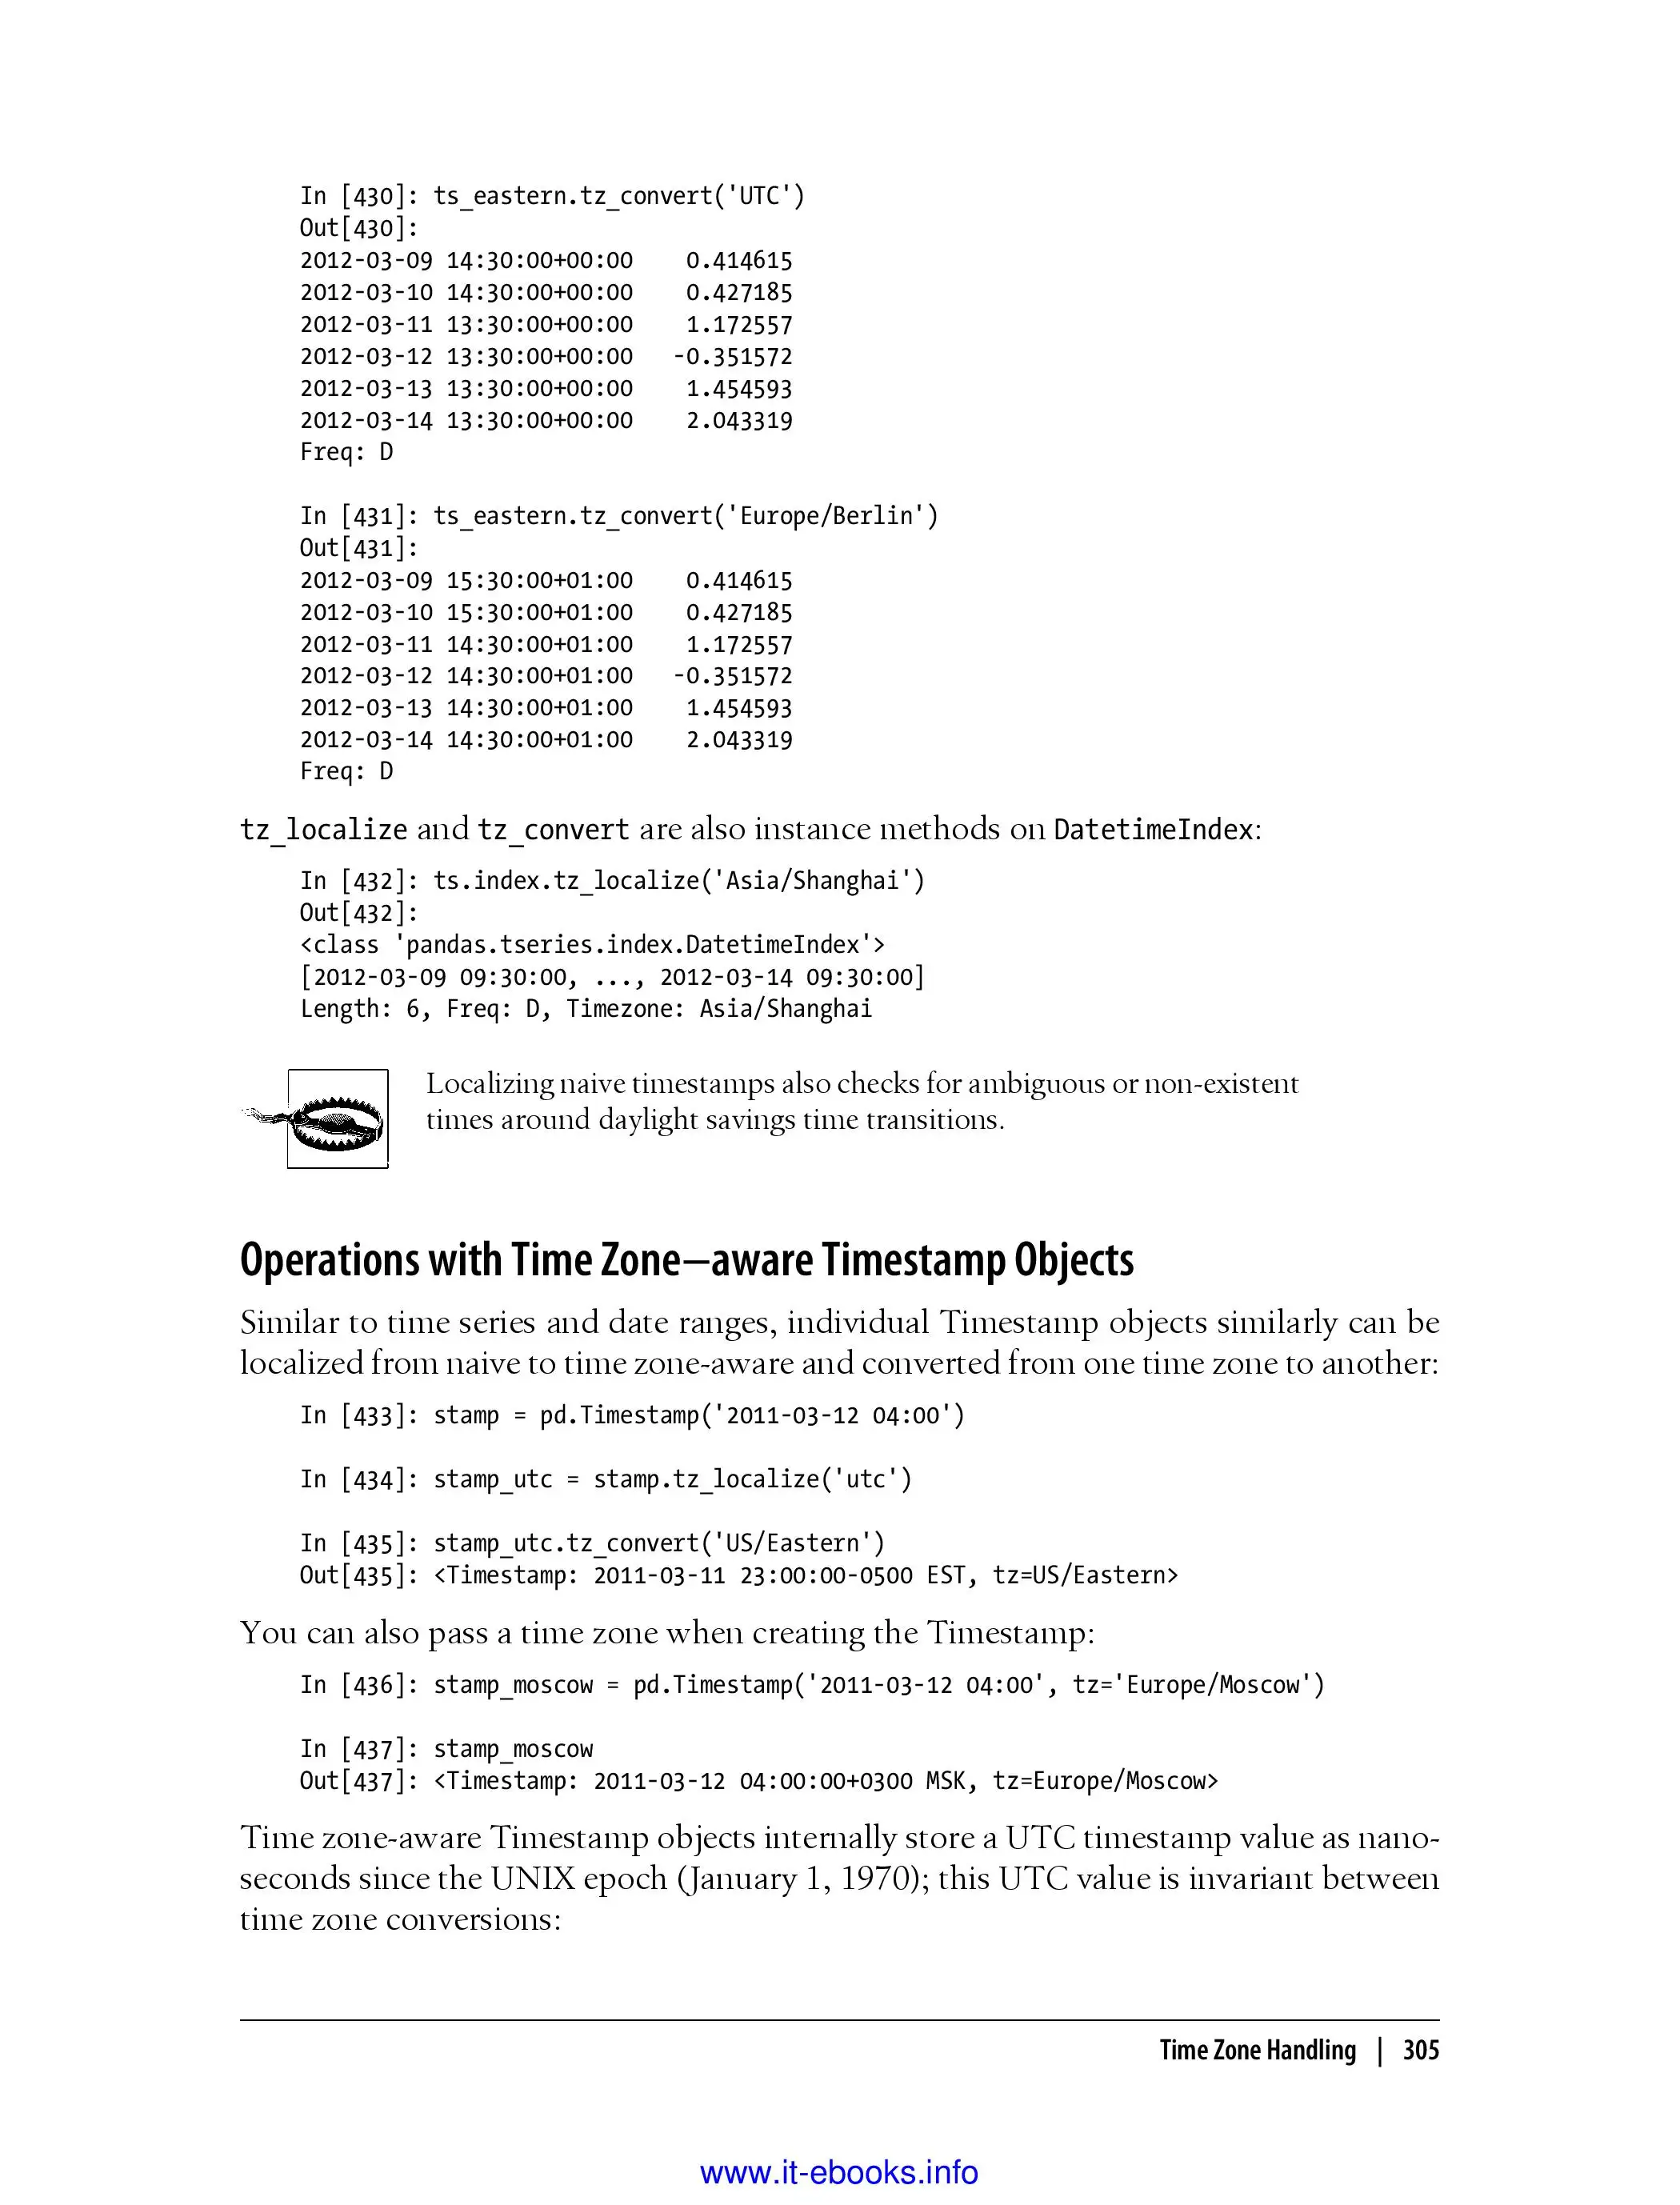 In [430]: ts_eastern.tz_convert('UTC')
Out[430]:
2012-03-09 14:30:00+00:00    0.414615
2012-03-10 14:30:00+00:00    0.427185
2012-03-11 13:30:00+00:00    1.172557
2012-03-12 13:30:00+00:00   -0.351572
2012-03-13 13:30:00+00:00    1.454593
2012-03-14 13:30:00+00:00    2.043319
Freq: D
In [431]: ts_eastern.tz_convert('Europe/Berlin')
Out[431]:
2012-03-09 15:30:00+01:00    0.414615
2012-03-10 15:30:00+01:00    0.427185
2012-03-11 14:30:00+01:00    1.172557
2012-03-12 14:30:00+01:00   -0.351572
2012-03-13 14:30:00+01:00    1.454593
2012-03-14 14:30:00+01:00    2.043319
Freq: D
tz_localize and tz_convert are also instance methods on DatetimeIndex:
In [432]: ts.index.tz_localize('Asia/Shanghai')
Out[432]:
<class 'pandas.tseries.index.DatetimeIndex'>
[2012-03-09 09:30:00, ..., 2012-03-14 09:30:00]
Length: 6, Freq: D, Timezone: Asia/Shanghai
Localizing naive timestamps also checks for ambiguous or non-existent
times around daylight savings time transitions.
Operations with Time Zone—aware Timestamp Objects
Similar to time series and date ranges, individual Timestamp objects similarly can be
localized from naive to time zone-aware and converted from one time zone to another:
In [433]: stamp = pd.Timestamp('2011-03-12 04:00')
In [434]: stamp_utc = stamp.tz_localize('utc')
In [435]: stamp_utc.tz_convert('US/Eastern')
Out[435]: <Timestamp: 2011-03-11 23:00:00-0500 EST, tz=US/Eastern>
You can also pass a time zone when creating the Timestamp:
In [436]: stamp_moscow = pd.Timestamp('2011-03-12 04:00', tz='Europe/Moscow')
In [437]: stamp_moscow
Out[437]: <Timestamp: 2011-03-12 04:00:00+0300 MSK, tz=Europe/Moscow>
Time zone-aware Timestamp objects internally store a UTC timestamp value as nano-
seconds since the UNIX epoch (January 1, 1970); this UTC value is invariant between
time zone conversions:
Time Zone Handling | 305
www.it-ebooks.info